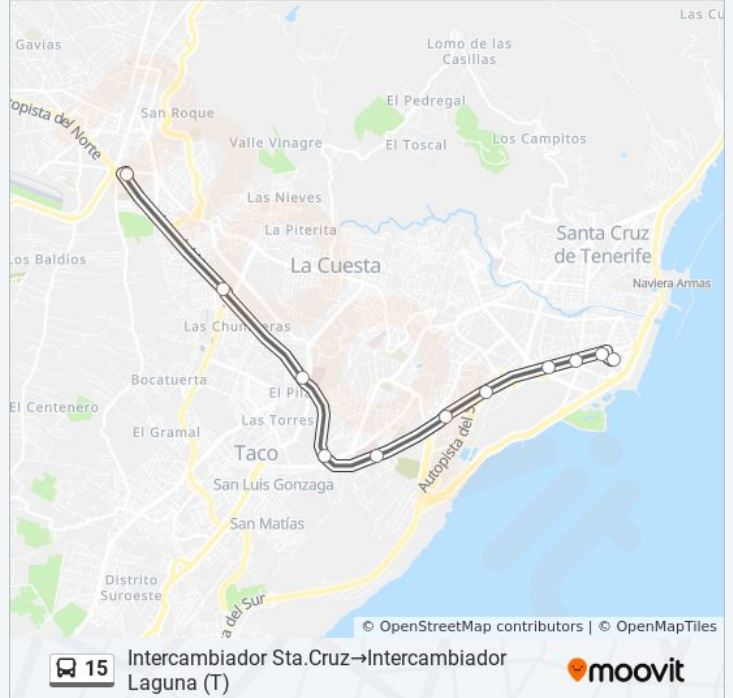 Las Cu
Gavias
Lomo de las
Casillas
opista del Norte
San Roque
El Pedregal
Valle Vinagre
El Toscal
Los Campitos
Las Nieves
La Piterita
Santa Cruz
de Tenerife
Los Baldíos
La Cuesta
Naviera Armas
Las Chumberas
Bocatuerta
El Pila
El Centenero
Las Torres
El Gramal
Taco
Autopista del S
San Luis Gonzaga
San Matías
Distrito
Suroeste
a del Sur
© OpenStreetMap contributors | © OpenMapTiles
15
Intercambiador Sta.Cruz→Intercambiador
Laguna (T)
moovit